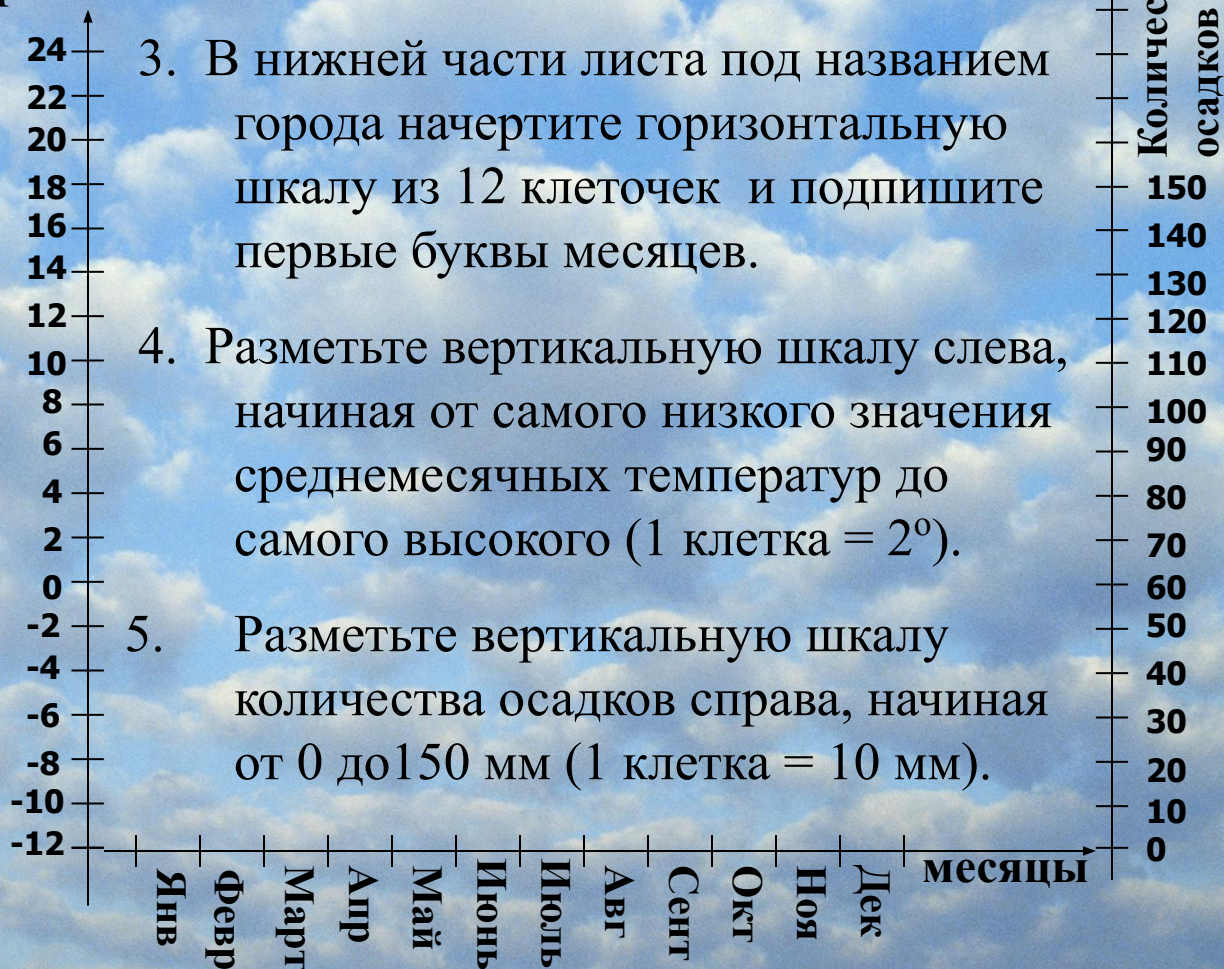 24
22
20
18
16
14
12
10
8
6
4
2
0
-2
-4
-6
-8
-10
-12
3. В нижней части листа под названием
города начертите горизонтальную
шкалу из 12 клеточек и подпишите
первые буквы месяцев.
4. Разметьте вертикальную шкалу слева,
начиная от самого низкого значения
среднемесячных температур до
самого высокого (1 клетка = 2º).
5. Разметьте вертикальную шкалу
количества осадков справа, начиная
от 0 до150 мм (1 клетка = 10 мм).
Количес
осадков
150
140
130
120
110
100
90
80
70
60
50
40
30
20
10
0
месяцы
Янв
Февр
Март
Апр
Май
Июнь
Июль
Авг
Сент
Окт
Ноя
Дек